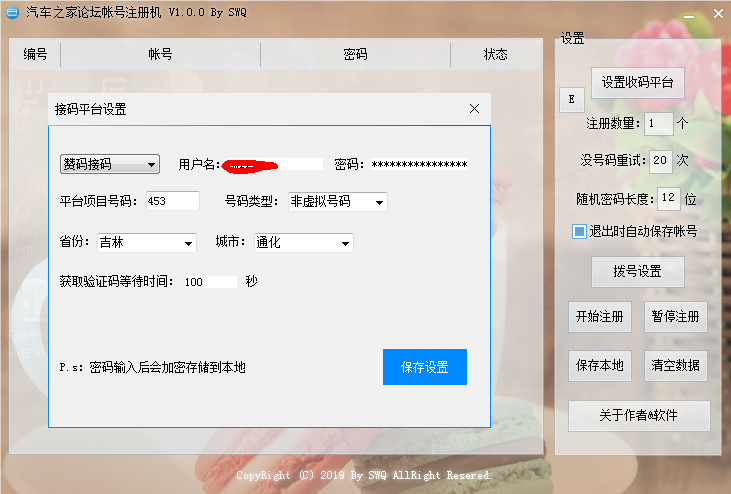 汽车之家论坛帐号注册机 V1.0.0 By SWQ
编号 帐号 密码 状态
设置
设置收码平台
E
注册数量: 1 个
没号码重试: 20 次
随机密码长度: 12 位
退出时自动保存帐号
拨号设置
开始注册 暂停注册
保存本地 清空数据
关于作者@软件
接码平台设置
赞码接码 用户名: 密码: ****************
平台项目号码: 453 号码类型: 非虚拟号码
省份: 吉林 城市: 通化
获取验证码等待时间: 100 秒
P.s: 密码输入后会加密存储到本地
保存设置
CopyRight (C) 2019 By SWQ AllRight Resered.